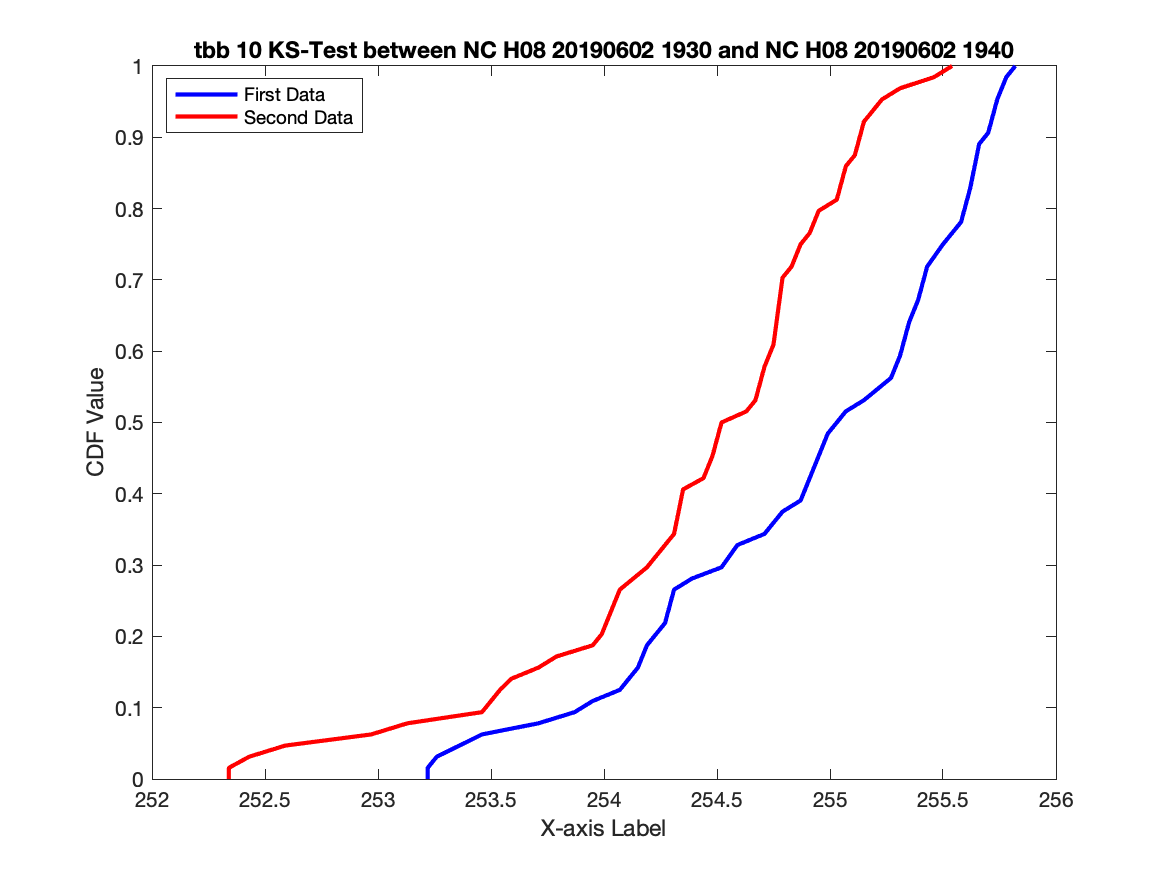 tbb 10 KS-Test between NC H08 20190602 1930 and NC H08 20190602 1940
First Data
Second Data
CDF Value
1
0.9
0.8
0.7
0.6
0.5
0.4
0.3
0.2
0.1
0
252 252.5 253 253.5 254 254.5 255 255.5 256
X-axis Label